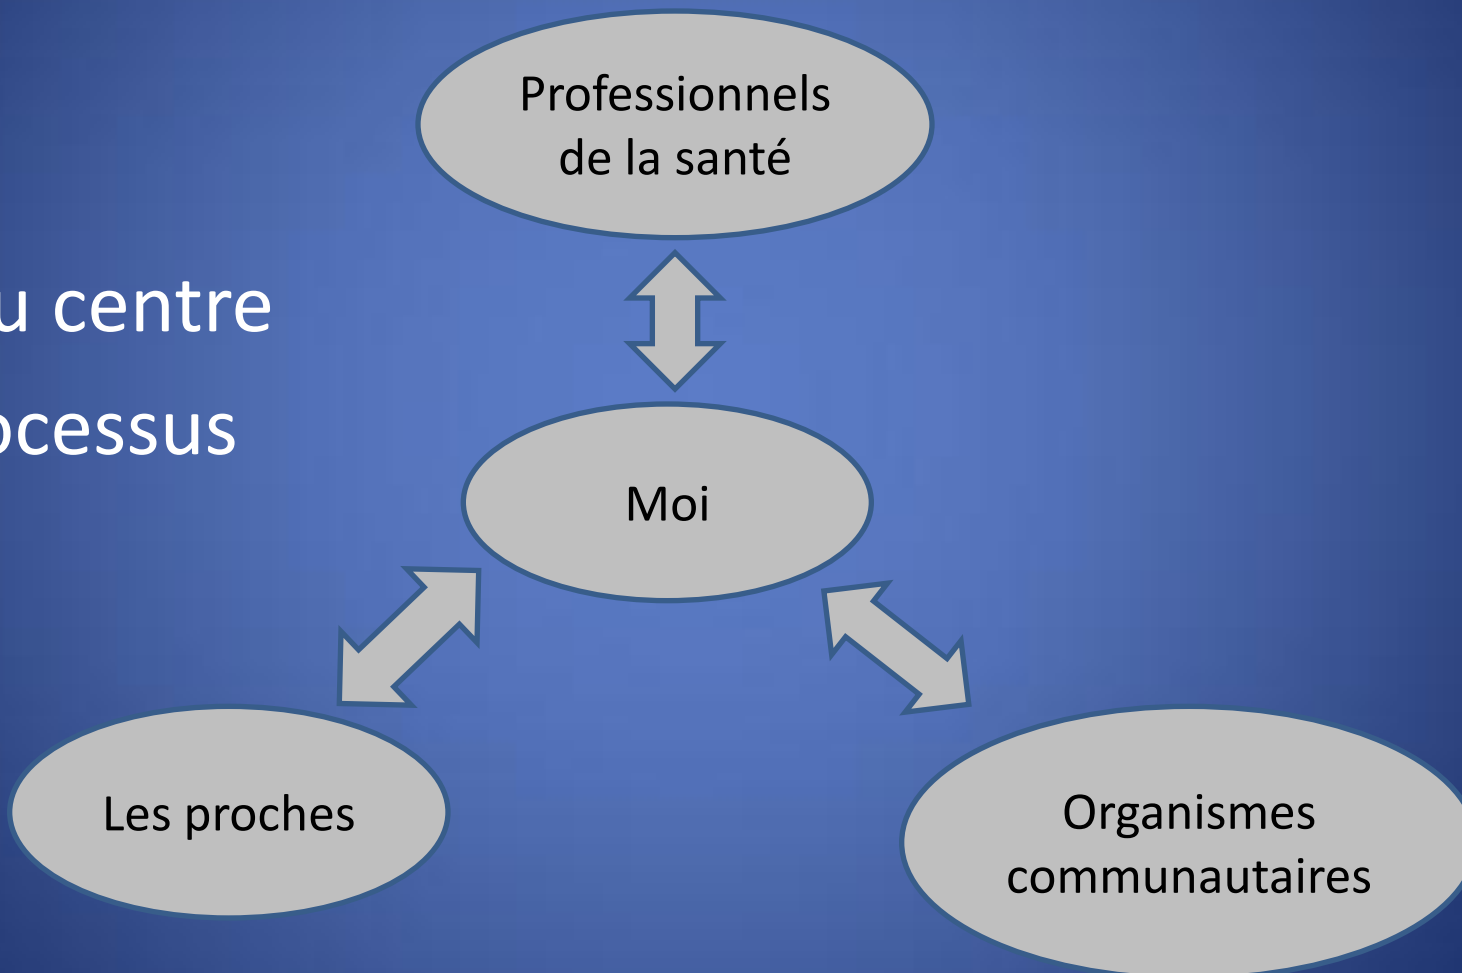 Professionnels
de la santé
u centre
ocessus
Moi
Les proches
Organismes
communautaires